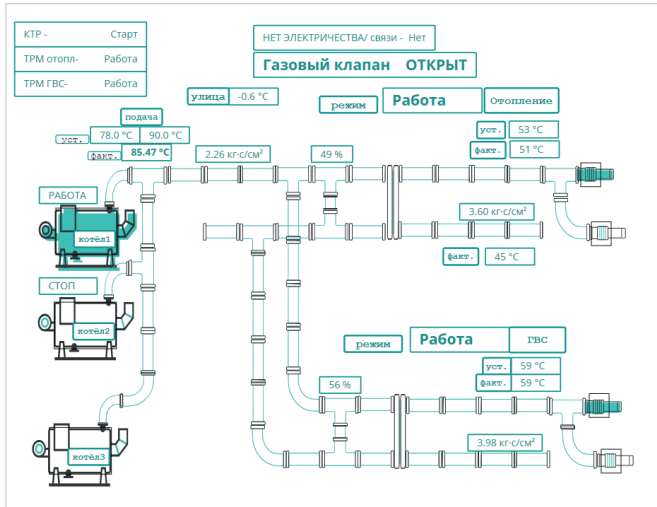 КТР - Старт
ТРМ отопл- Работа
ТРМ ГВС- Работа
НЕТ ЭЛЕКТРИЧЕСТВА/ связи - Нет
Газовый клапан ОТКРЫТ
улица -0.6 °C
режим Работа Отопление
подача
уст. 78.0 °C 90.0 °C
факт. 85.47 °C
2.26 кг·с/см²
49 %
уст. 53 °C
факт. 51 °C
РАБОТА
котёл1
3.60 кг·с/см²
факт. 45 °C
СТОП
котёл2
режим Работа ГВС
уст. 59 °C
факт. 59 °C
56 %
3.98 кг·с/см²
котёл3